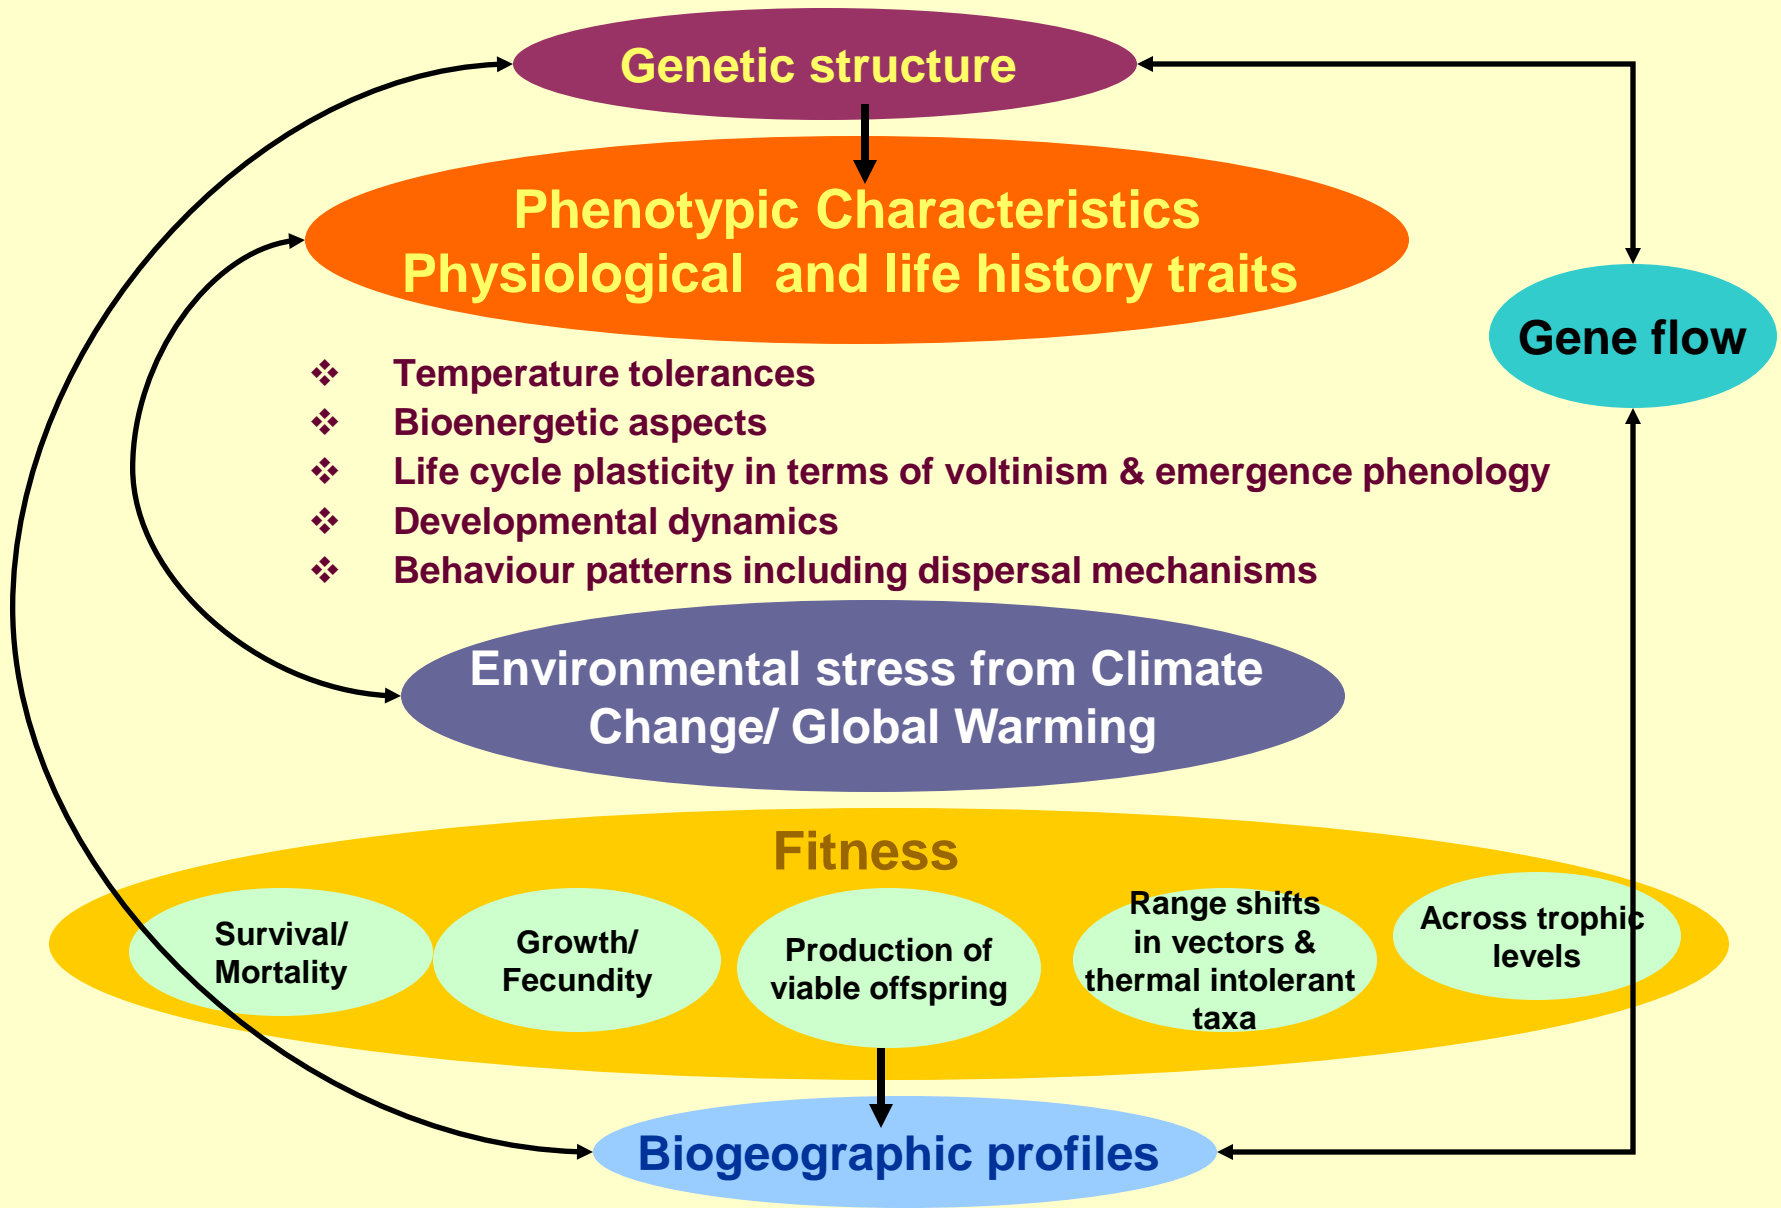 Genetic structure
Phenotypic Characteristics
Physiological and life history traits
Gene flow
❖ Temperature tolerances
❖ Bioenergetic aspects
❖ Life cycle plasticity in terms of voltinism & emergence phenology
❖ Developmental dynamics
❖ Behaviour patterns including dispersal mechanisms
Environmental stress from Climate
Change/ Global Warming
Fitness
Survival/
Mortality
Growth/
Fecundity
Production of
viable offspring
Range shifts
in vectors &
thermal intolerant
taxa
Across trophic
levels
Biogeographic profiles